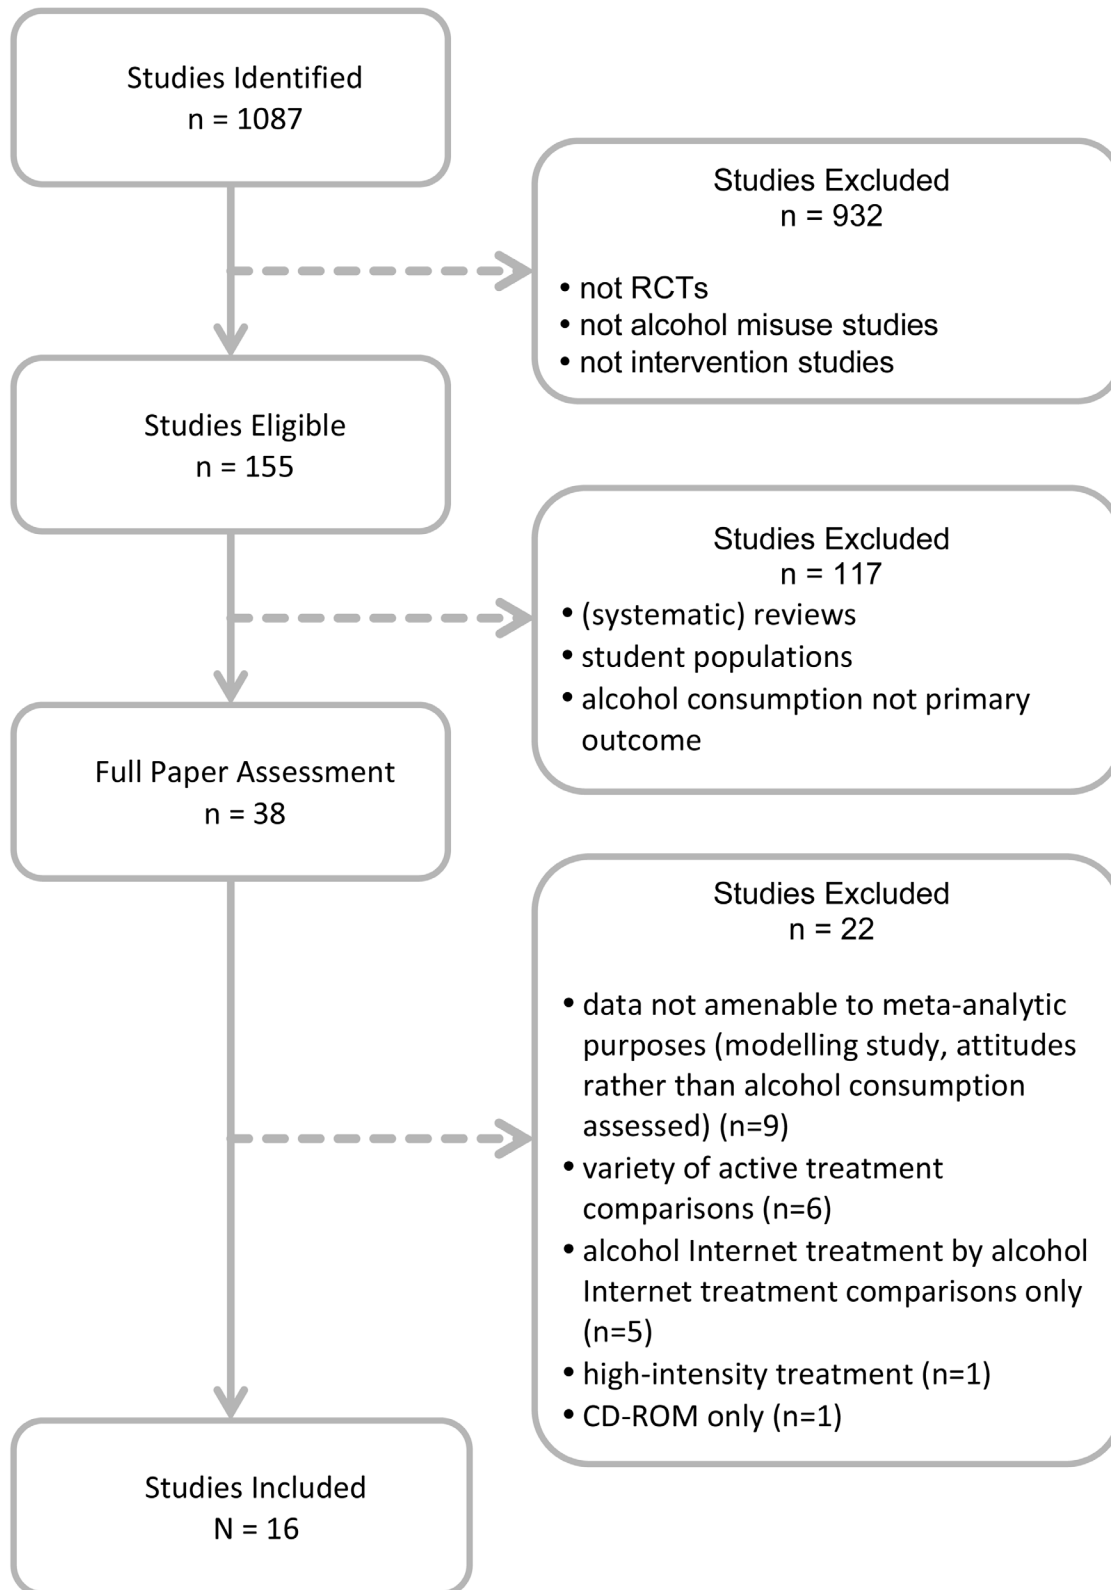 Studies Identified
n = 1087
Studies Excluded
n = 932
• not RCTs
• not alcohol misuse studies
• not intervention studies
Studies Eligible
n = 155
Studies Excluded
n = 117
• (systematic) reviews
• student populations
• alcohol consumption not primary
outcome
Full Paper Assessment
n = 38
Studies Excluded
n = 22
• data not amenable to meta-analytic
purposes (modelling study, attitudes
rather than alcohol consumption
assessed) (n=9)
• variety of active treatment
comparisons (n=6)
• alcohol Internet treatment by alcohol
Internet treatment comparisons only
(n=5)
• high-intensity treatment (n=1)
• CD-ROM only (n=1)
Studies Included
N = 16